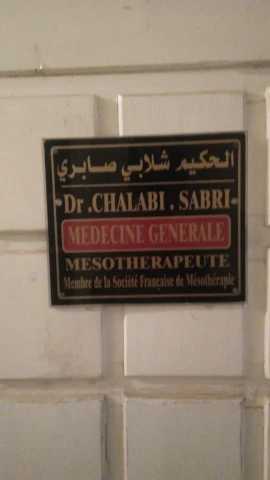 الحكيم شلابي صابري
Dr .CHALABI . SABRI
MEDECINE GENERALE
MESOTHERAPEUTE
Membre de la Société Française de Mésothérapie